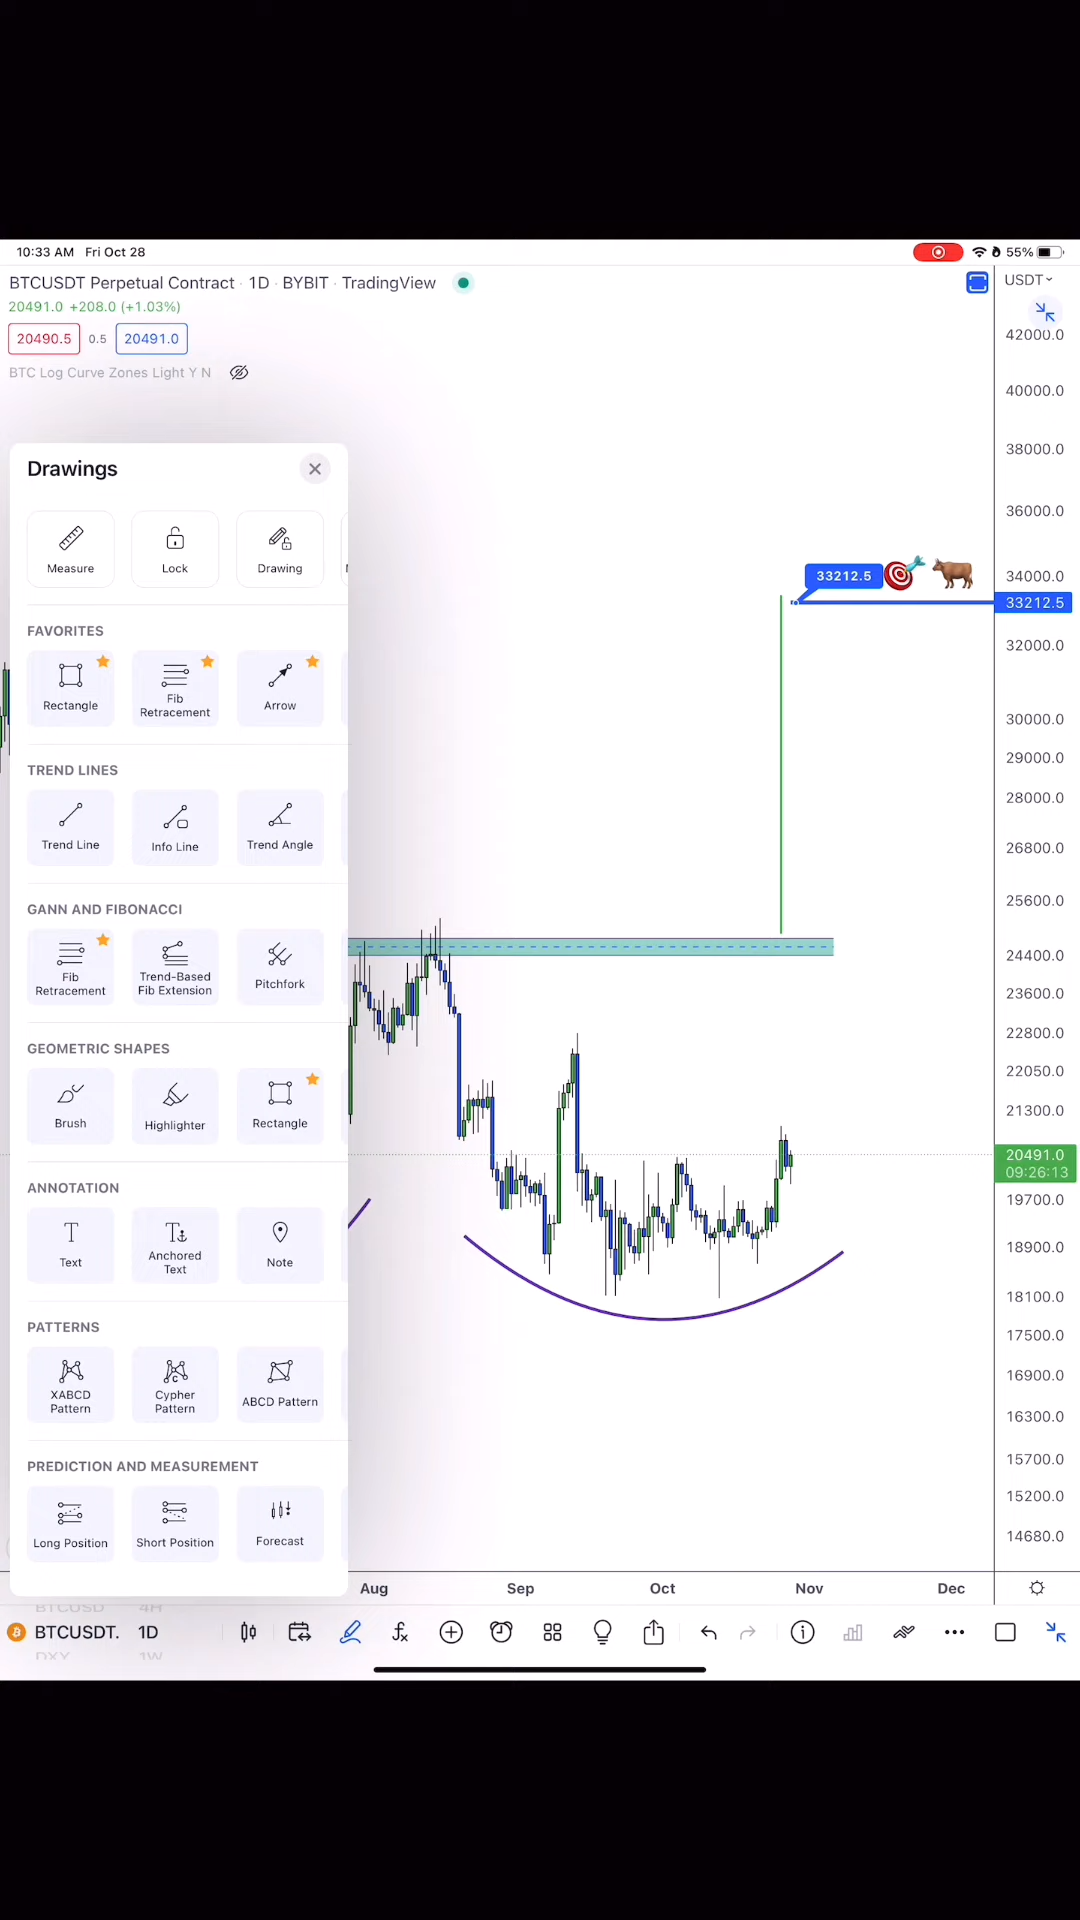 10:33 AM Fri Oct 28
55%
BTCUSDT Perpetual Contract · 1D · BYBIT · TradingView
USDT
20491.0 +208.0 (+1.03%)
20490.5 0.5 20491.0
BTC Log Curve Zones Light Y N
42000.0
40000.0
38000.0
36000.0
34000.0
33212.5
33212.5
32000.0
30000.0
29000.0
28000.0
26800.0
25600.0
24400.0
23600.0
22800.0
22050.0
21300.0
20491.0
09:26:13
19700.0
18900.0
18100.0
17500.0
16900.0
16300.0
15700.0
15200.0
14680.0
Drawings
Measure Lock Drawing
FAVORITES
Rectangle Fib Retracement Arrow
TREND LINES
Trend Line Info Line Trend Angle
GANN AND FIBONACCI
Fib Retracement Trend-Based Fib Extension Pitchfork
GEOMETRIC SHAPES
Brush Highlighter Rectangle
ANNOTATION
Text Anchored Text Note
PATTERNS
XABCD Pattern Cypher Pattern ABCD Pattern
PREDICTION AND MEASUREMENT
Long Position Short Position Forecast
Aug Sep Oct Nov Dec
BTCUSD 4H
BTCUSDT. 1D
DXY 1W